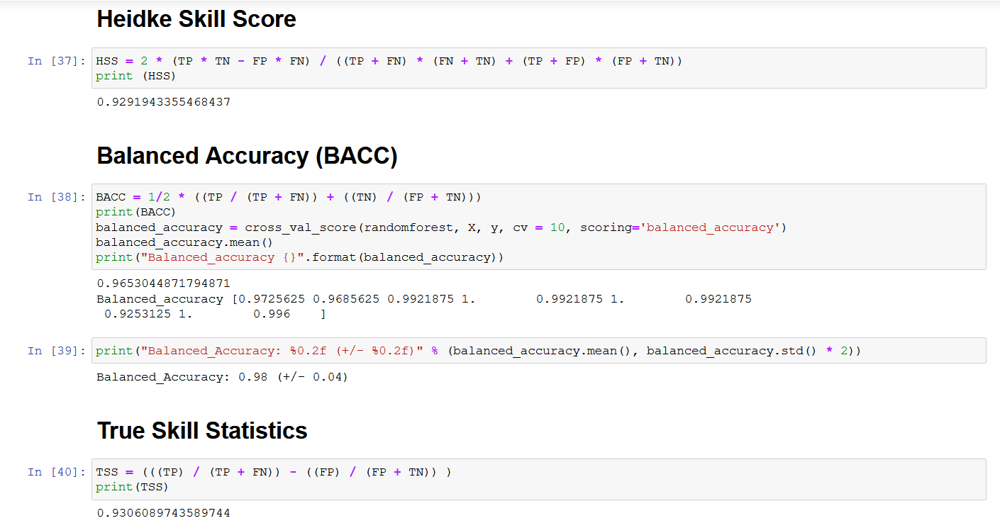 Heidke Skill Score
In [37]: HSS = 2 * (TP * TN - FP * FN) / ((TP + FN) * (FN + TN) + (TP + FP) * (FP + TN))
print (HSS)
0.9291943355468437
Balanced Accuracy (BACC)
In [38]: BACC = 1/2 * ((TP / (TP + FN)) + ((TN) / (FP + TN)))
print(BACC)
balanced_accuracy = cross_val_score(randomforest, X, y, cv = 10, scoring='balanced_accuracy')
balanced_accuracy.mean()
print("Balanced_accuracy {}".format(balanced_accuracy))
0.9653044871794871
Balanced_accuracy [0.9725625 0.9685625 0.9921875 1.        0.9921875 1.        0.9921875
 0.9253125 1.        0.996    ]
In [39]: print("Balanced_Accuracy: %0.2f (+/- %0.2f)" % (balanced_accuracy.mean(), balanced_accuracy.std() * 2))
Balanced_Accuracy: 0.98 (+/- 0.04)
True Skill Statistics
In [40]: TSS = (((TP) / (TP + FN)) - ((FP) / (FP + TN)) )
print(TSS)
0.9306089743589744